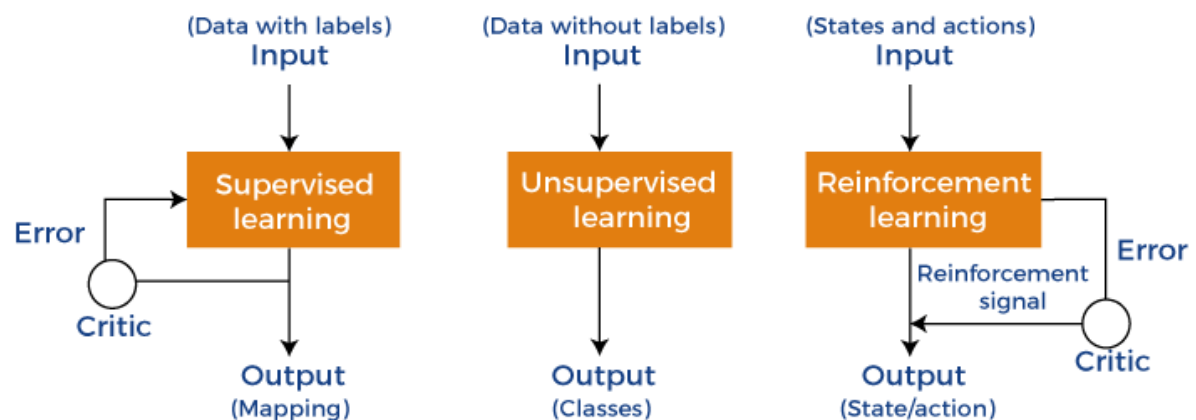 (Data with labels)
Input
Supervised
learning
Error
Critic
Output
(Mapping)
(Data without labels)
Input
Unsupervised
learning
Output
(Classes)
(States and actions)
Input
Reinforcement
learning
Error
Reinforcement
signal
Critic
Output
(State/action)